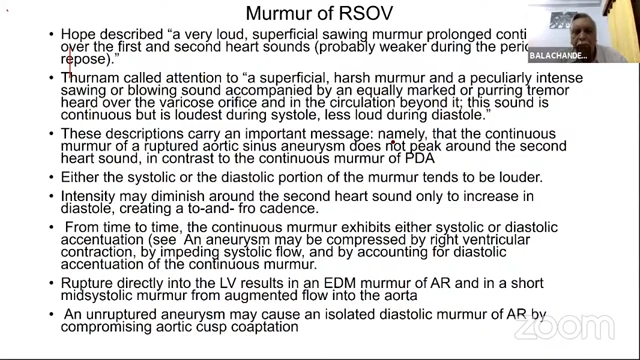 Murmur of RSOV
• Hope described “a very loud, superficial sawing murmur prolonged conti
over the first and second heart sounds (probably weaker during the perio
repose).”
• Thurnam called attention to “a superficial, harsh murmur and a peculiarly intense
sawing or blowing sound accompanied by an equally marked or purring tremor
heard over the varicose orifice and in the circulation beyond it; this sound is
continuous but is loudest during systole, less loud during diastole.”
• These descriptions carry an important message: namely, that the continuous
murmur of a ruptured aortic sinus aneurysm does not peak around the second
heart sound, in contrast to the continuous murmur of PDA
• Either the systolic or the diastolic portion of the murmur tends to be louder.
• Intensity may diminish around the second heart sound only to increase in
diastole, creating a to-and- fro cadence.
• From time to time, the continuous murmur exhibits either systolic or diastolic
accentuation (see An aneurysm may be compressed by right ventricular
contraction, by impeding systolic flow, and by accounting for diastolic
accentuation of the continuous murmur.
• Rupture directly into the LV results in an EDM murmur of AR and in a short
midsystolic murmur from augmented flow into the aorta
• An unruptured aneurysm may cause an isolated diastolic murmur of AR by
compromising aortic cusp coaptation
BALACHANDE...
zoom